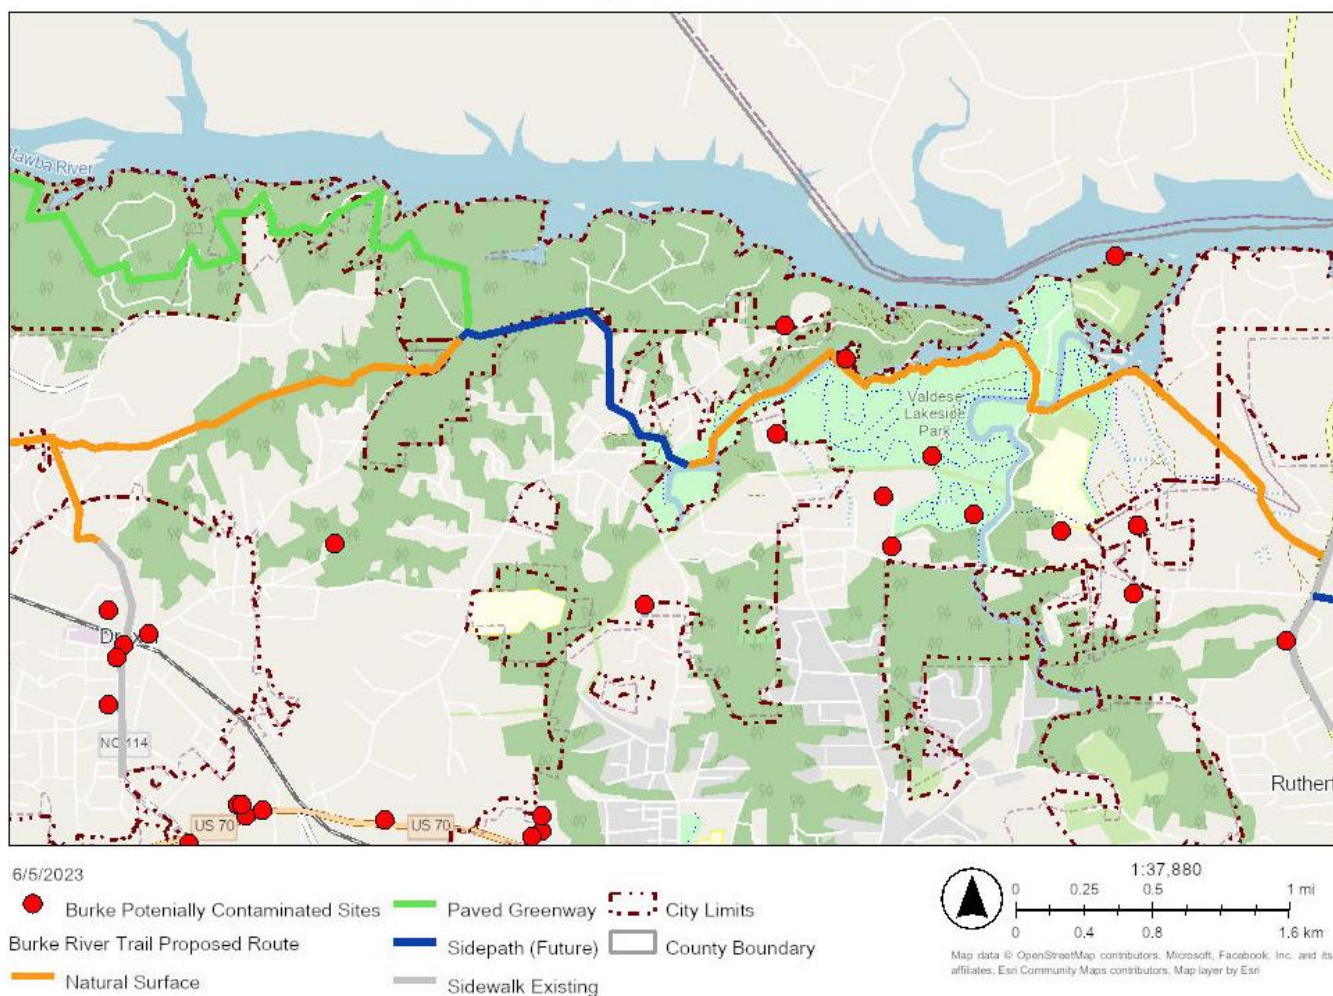 tawba River
Valdese
Lakeside
Park
Drex
NC 114
US 70
US 70
Rutherf
6/5/2023
Burke Potenially Contaminated Sites
Burke River Trail Proposed Route
Natural Surface
Paved Greenway
Sidepath (Future)
Sidewalk Existing
City Limits
County Boundary
1:37,880
0 0.25 0.5 1 mi
0 0.4 0.8 1.6 km
Map data © OpenStreetMap contributors, Microsoft, Facebook, Inc. and its
affiliates, Esri Community Maps contributors, Map layer by Esri